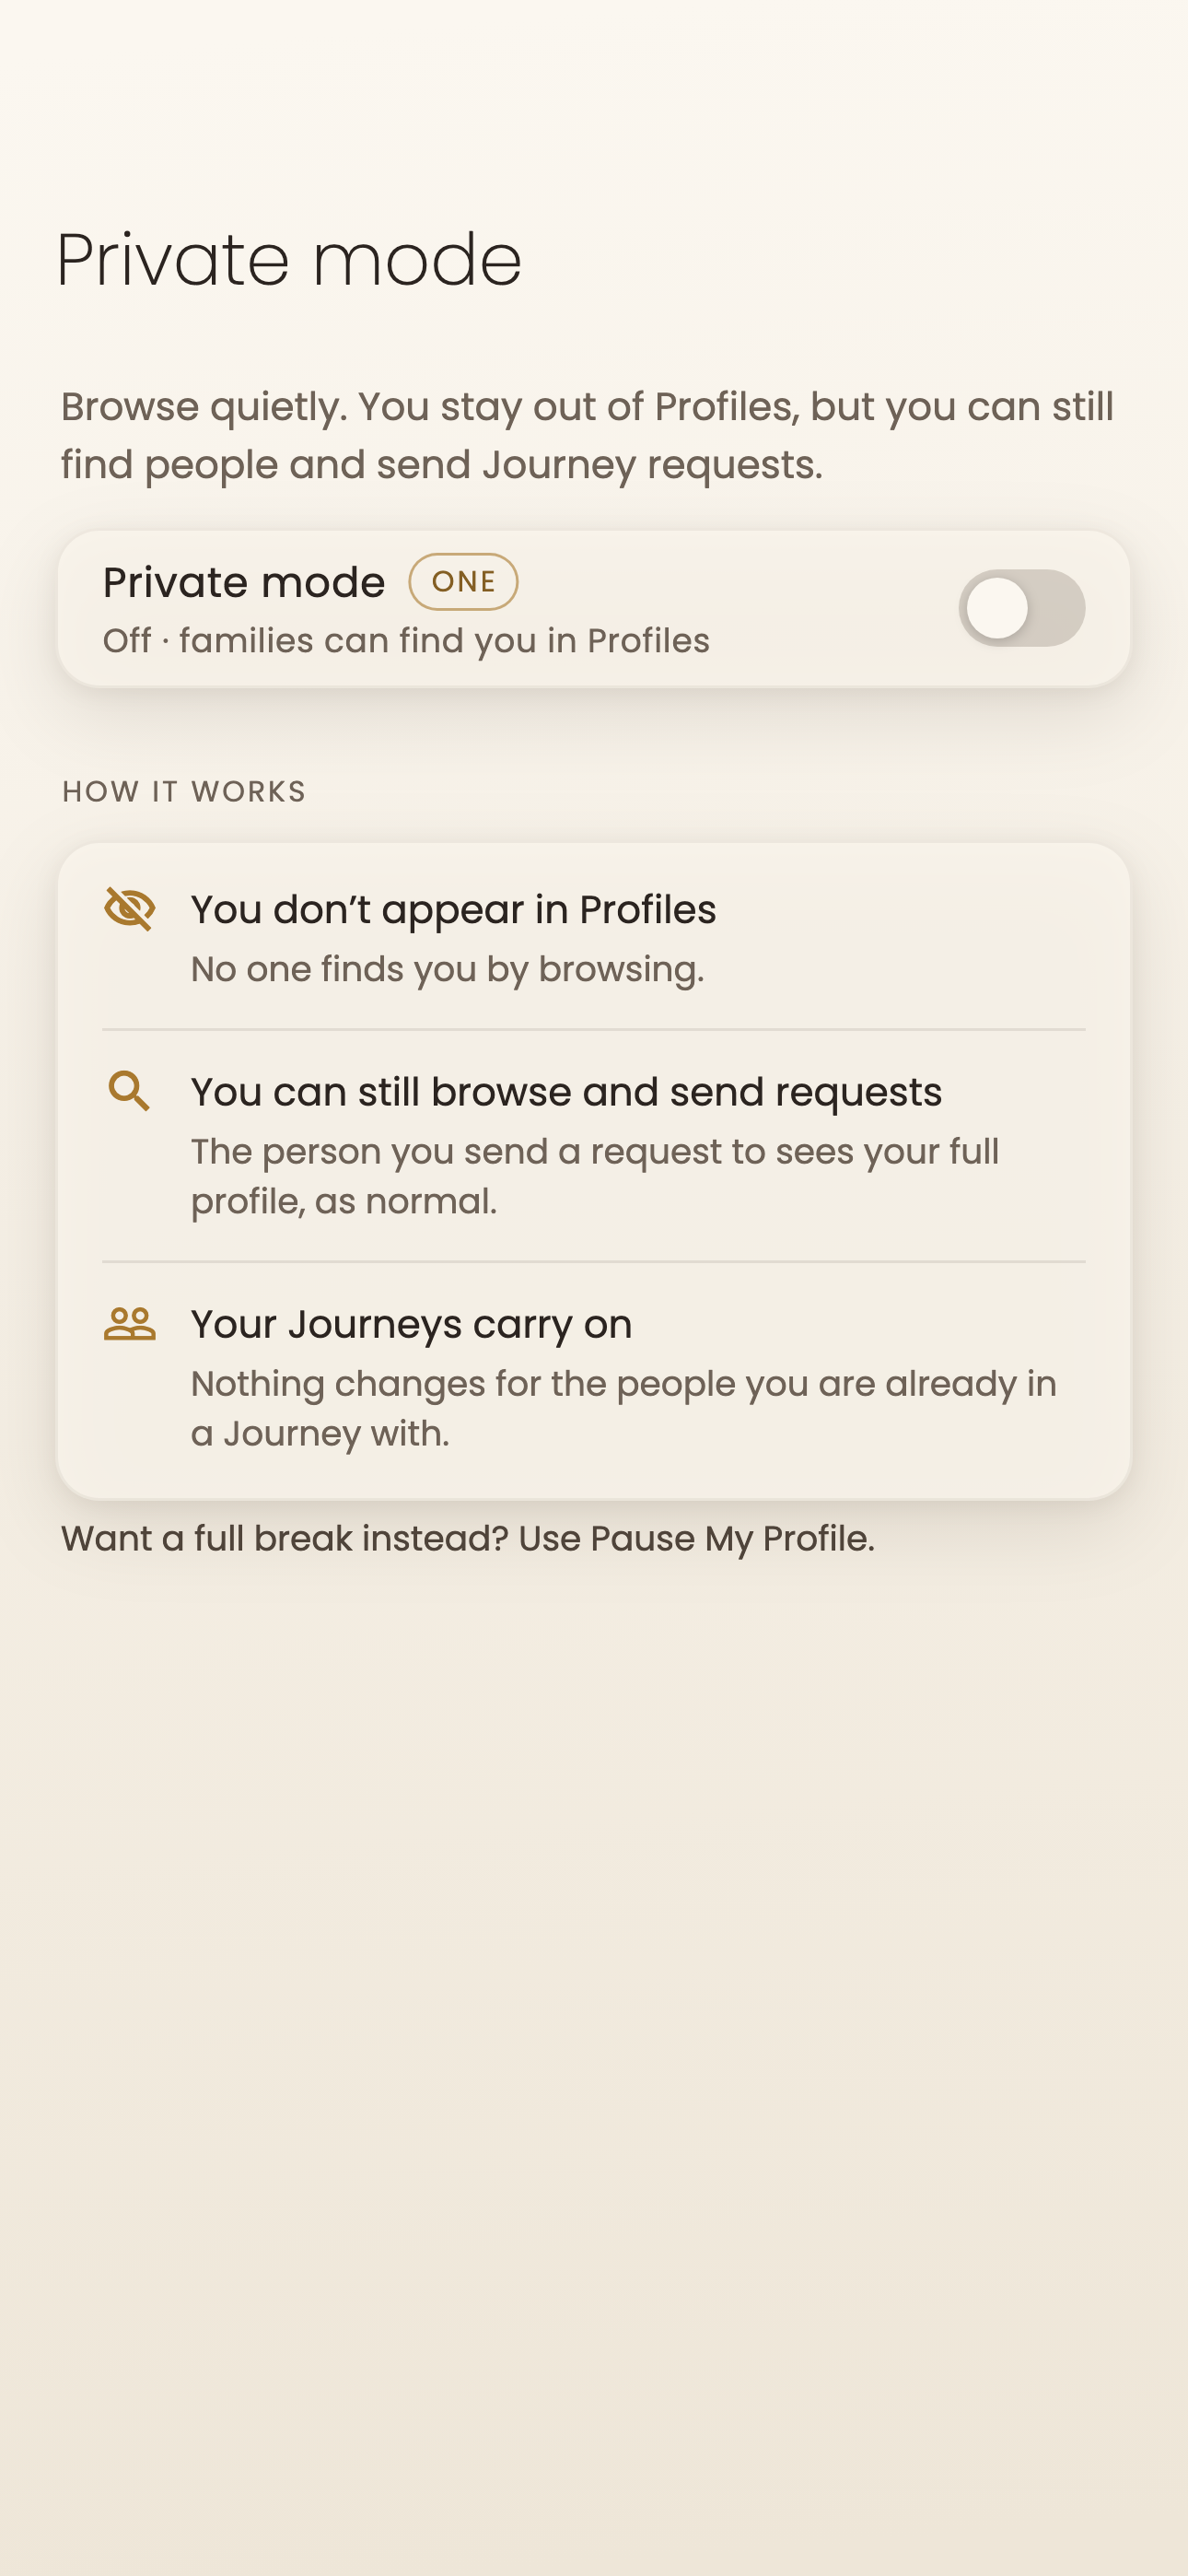 Private mode
Browse quietly. You stay out of Profiles, but you can still
find people and send Journey requests.
Private mode ONE
Off · families can find you in Profiles
HOW IT WORKS
You don’t appear in Profiles
No one finds you by browsing.
You can still browse and send requests
The person you send a request to sees your full
profile, as normal.
Your Journeys carry on
Nothing changes for the people you are already in
a Journey with.
Want a full break instead? Use Pause My Profile.